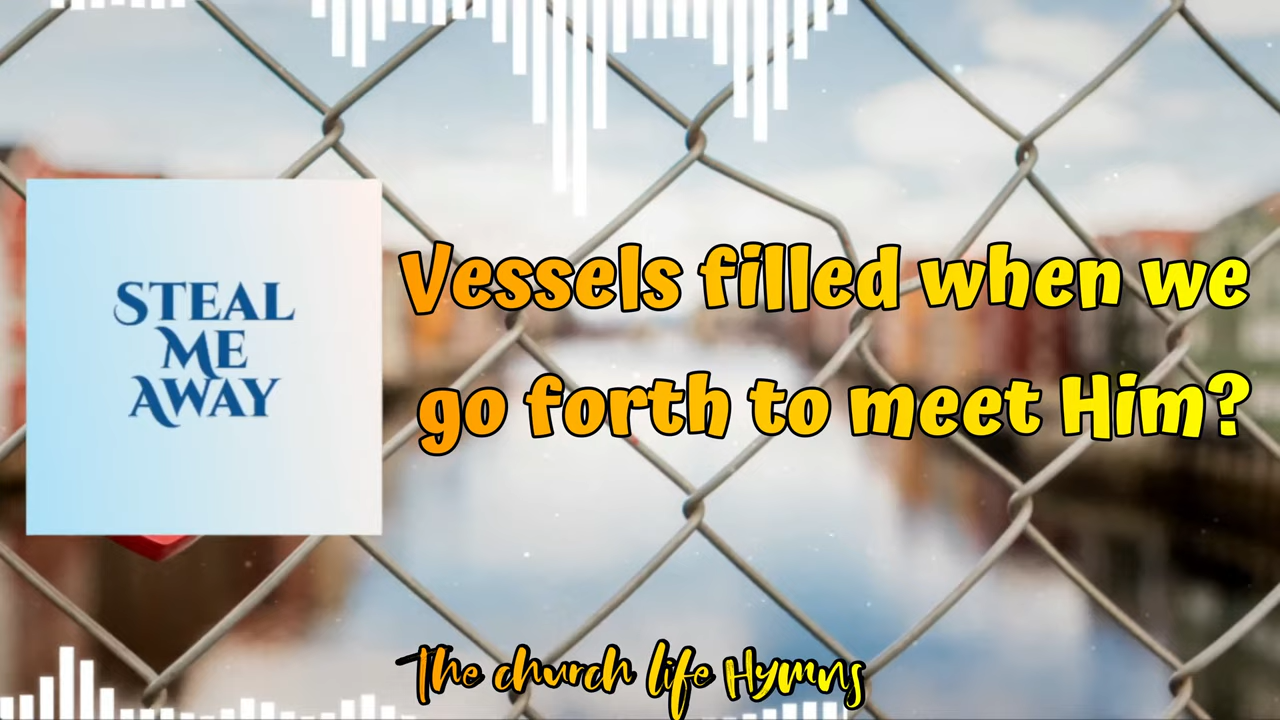 STEAL
ME
AWAY
Vessels filled when we
go forth to meet Him?
The church life Hymns